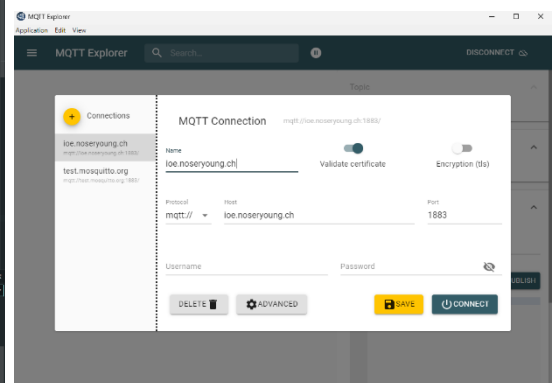 MQTT Explorer
Application Edit View
MQTT Explorer
Search...
DISCONNECT
Topic
Connections
ioe.noseryoung.ch
mqtt://ioe.noseryoung.ch:1883/
test.mosquitto.org
mqtt://test.mosquitto.org:1883/
MQTT Connection mqtt://ioe.noseryoung.ch:1883/
Name
ioe.noseryoung.ch
Validate certificate
Encryption (tls)
Protocol
mqtt://
Host
ioe.noseryoung.ch
Port
1883
Username
Password
DELETE
ADVANCED
SAVE
CONNECT